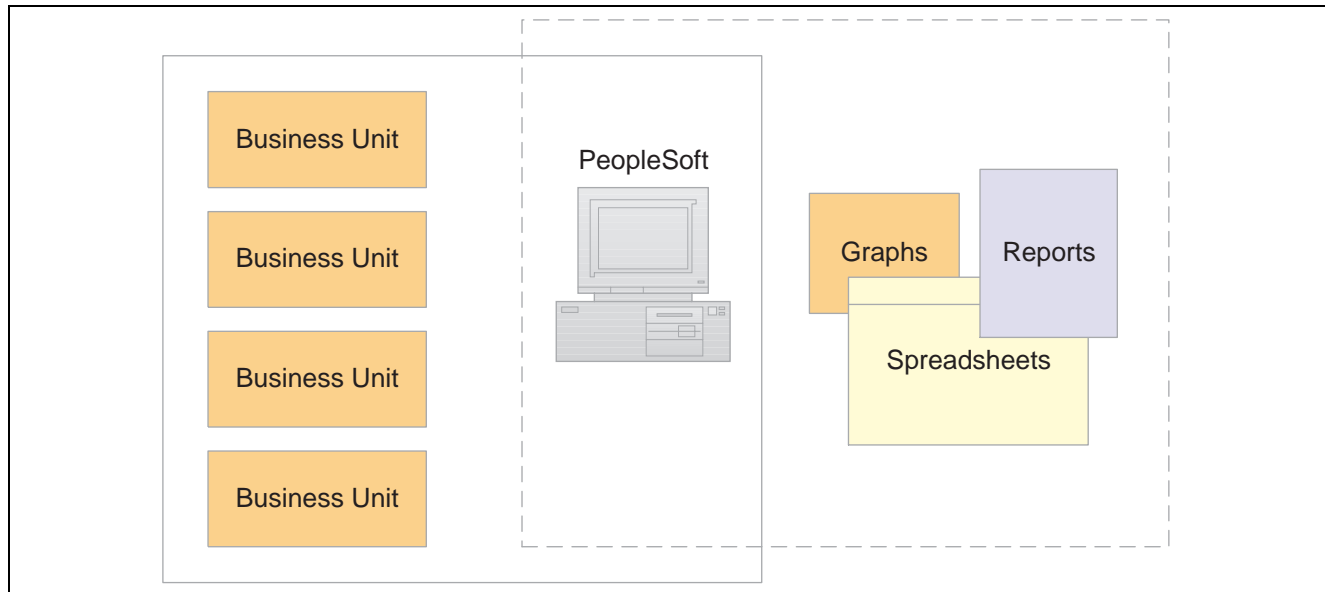 Business Unit
Business Unit
Business Unit
Business Unit
PeopleSoft
Graphs
Reports
Spreadsheets